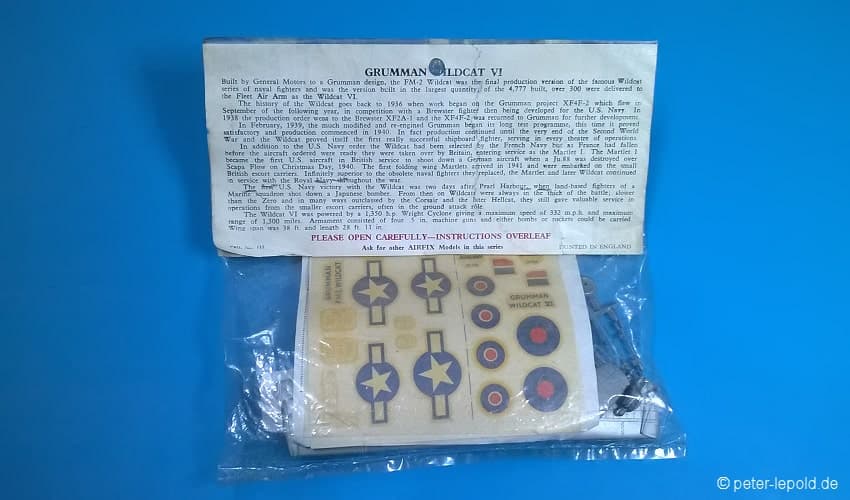 GRUMMAN WILDCAT VI
Built by General Motors to a Grumman design, the FM-2 Wildcat was the final production version of the famous Wildcat
series of naval fighters and was the version built in the largest quantity; of the 4,777 built, over 300 were delivered to
the Fleet Air Arm as the Wildcat VI.
The history of the Wildcat goes back to 1936 when work began on the Grumman project XF4F-2 which flew in
September of the following year, in competition with a Brewster fighter then being developed for the U.S. Navy. In
1938 the production order went to the Brewster XF2A-1 and the XF4F-2 was returned to Grumman for further development.
In February, 1939, the much modified and re-engined Grumman began its long test programme, this time it proved
satisfactory and production commenced in 1940. In fact production continued until the very end of the Second World
War and the Wildcat proved itself the first really successful shipboard fighter, serving in every theatre of operations.
In addition to the U.S. Navy order the Wildcat had been selected by the French Navy but as France had fallen
before the aircraft ordered were ready they were taken over by Britain, entering service as the Martlet I. The Martlet I
became the first U.S. aircraft in British service to shoot down a German aircraft when a Ju.88 was destroyed over
Scapa Flow on Christmas Day, 1940. The first folding wing Martlets arrived in 1941 and were embarked on the small
British escort carriers. Infinitely superior to the obsolete naval fighters they replaced, the Martlet and later Wildcat continued
in service with the Royal Navy throughout the war.
The first U.S. Navy victory with the Wildcat was two days after Pearl Harbour, when land-based fighters of a
Marine squadron shot down a Japanese bomber. From then on Wildcats were always in the thick of the battle, slower
than the Zero and in many ways outclassed by the Corsair and the later Hellcat, they still gave valuable service in
operations from the smaller escort carriers, often in the ground attack rôle.
The Wildcat VI was powered by a 1,350 h.p. Wright Cyclone giving a maximum speed of 332 m.p.h. and maximum
range of 1,300 miles. Armament consisted of four .5 in. machine guns and either bombs or rockets could be carried.
Wing span was 38 ft. and length 28 ft. 11 in.
PLEASE OPEN CAREFULLY—INSTRUCTIONS OVERLEAF
Ask for other AIRFIX Models in this series
PRINTED IN ENGLAND
GRUMMAN
FM2 WILDCAT
GRUMMAN
WILDCAT VI
© peter-lepold.de